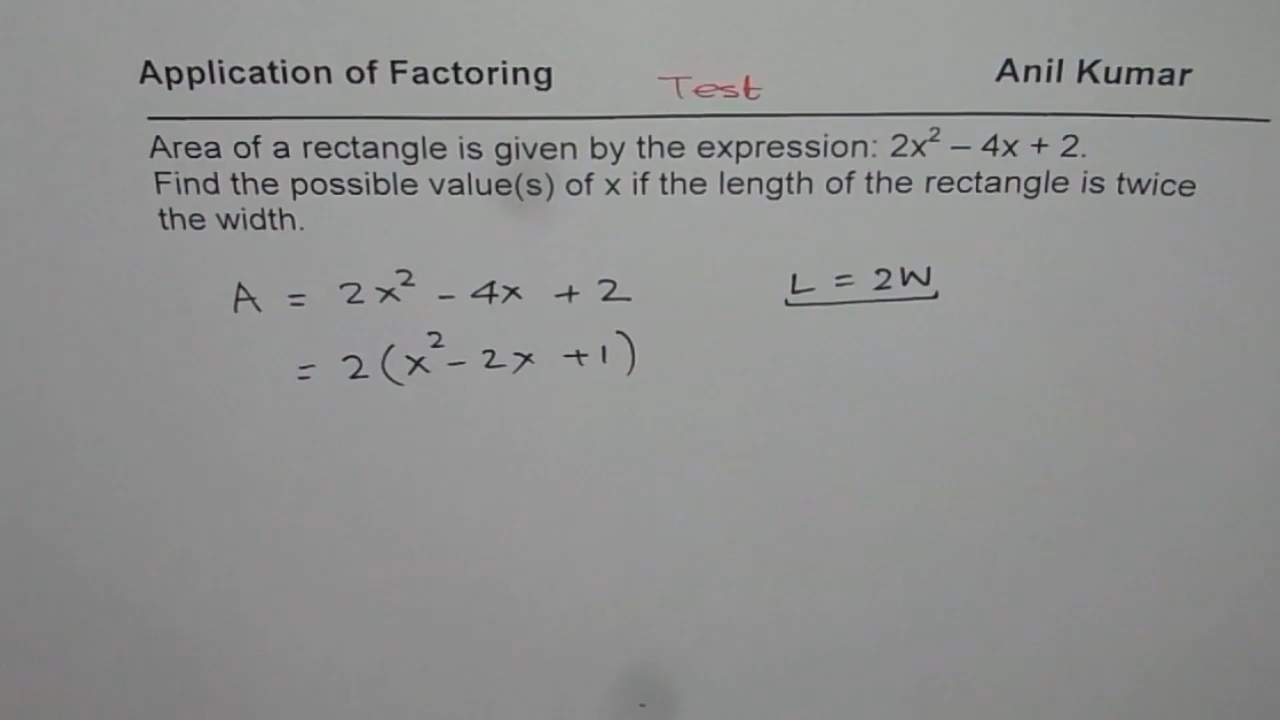 Application of Factoring Test Anil Kumar
Area of a rectangle is given by the expression: 2x² – 4x + 2.
Find the possible value(s) of x if the length of the rectangle is twice
the width.
A = 2x² - 4x + 2 L = 2W
= 2(x² - 2x + 1)